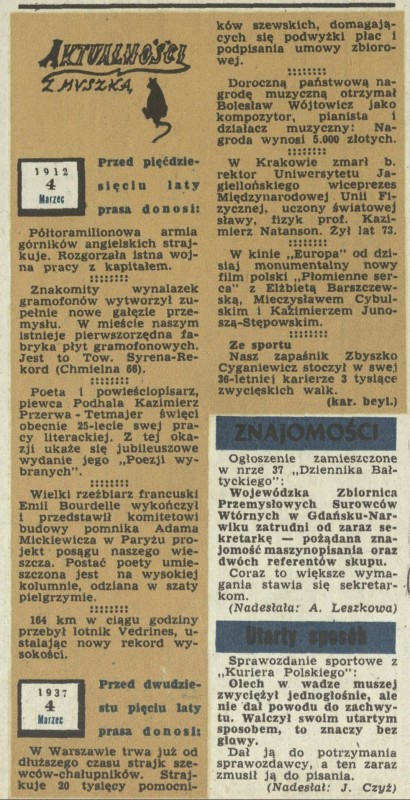 AKTUALNOŚCI
Z MYSZKĄ
1912
4
Marzec
Przed pięćdzie-
sięciu laty
prasa donosi:
Półtoramilionowa armia
górników angielskich straj-
kuje. Rozgorzała istna woj-
na pracy z kapitałem.
Znakomity wynalazek
gramofonów wytworzył zu-
pełnie nowe gałęzie prze-
mysłu. W mieście naszym
istnieje pierwszorzędna fa-
bryka płyt gramofonowych.
Jest to Tow. Syrena-Re-
kord (Chmielna 66).
Poeta i powieściopisarz,
piewca Podhala Kazimierz
Przerwa - Tetmajer święci
obecnie 25-lecie swej pra-
cy literackiej. Z tej oka-
zji ukaże się jubileuszowe
wydanie jego „Poezji wy-
branych".
Wielki rzeźbiarz francuski
Emil Bourdelle wykończył
i przedstawił komitetowi
budowy pomnika Adama
Mickiewicza w Paryżu pro-
jekt posągu naszego wie-
szcza. Postać poety umie-
szczona jest na wysokiej
kolumnie, odziana w szaty
pielgrzymie.
164 km w ciągu godziny
przebył lotnik Vedrines, u-
stalając nowy rekord wy-
sokości.
1937
4
Marzec
Przed dwudzie-
stu pięciu laty
prasa donosi:
W Warszawie trwa już od
dłuższego czasu strajk sze-
wców-chałupników. Straj-
kuje 20 tysięcy pomocni-
ków szewskich, domagają-
cych się podwyżki płac i
podpisania umowy zbioro-
wej.
Doroczną państwową na-
grodę muzyczną otrzymał
Bolesław Wójtowicz jako
kompozytor, pianista i
działacz muzyczny: Na-
groda wynosi 5.000 złotych.
W Krakowie zmarł b.
rektor Uniwersytetu Ja-
giellońskiego wiceprezes
Międzynarodowej Unii Fi-
zycznej, uczony światowej
sławy, fizyk prof. Kazi-
mierz Natanson. Żył lat 73.
W kinie „Europa" od dzi-
siaj monumentalny nowy
film polski „Płomienne ser-
ca" z Elżbietą Barszczew-
ską, Mieczysławem Cybul-
skim i Kazimierzem Juno-
szą-Stępowskim.
Ze sportu
Nasz zapaśnik Zbyszko
Cyganiewicz stoczył w swej
36-letniej karierze 3 tysiące
zwycięskich walk.
(kar. beyl.)
ZNAJOMOŚCI
Ogłoszenie zamieszczone
w nrze 37 „Dziennika Bał-
tyckiego":
Wojewódzka Zbiornica
Przemysłowych Surowców
Wtórnych w Gdańsku-Nar-
wiku zatrudni od zaraz se-
kretarkę — pożądana zna-
jomość maszynopisania oraz
dwóch referentów skupu.
Coraz to większe wyma-
gania stawia się sekretar-
kom.
(Nadesłała: A. Leszkowa)
Utarty sposób
Sprawozdanie sportowe z
„Kuriera Polskiego":
Olech w wadze muszej
zwyciężył jednogłośnie, ale
nie dał powodu do zachwy-
tu. Walczył swoim utartym
sposobem, to znaczy bez
głowy.
Dał ją do potrzymania
sprawozdawcy, a ten zaraz
zmusił ją do pisania.
(Nadesłał: J. Czyż)